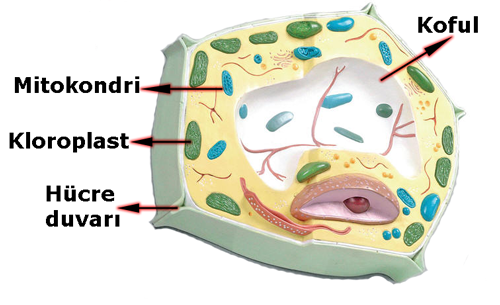 Koful
Mitokondri
Kloroplast
Hücre
duvarı